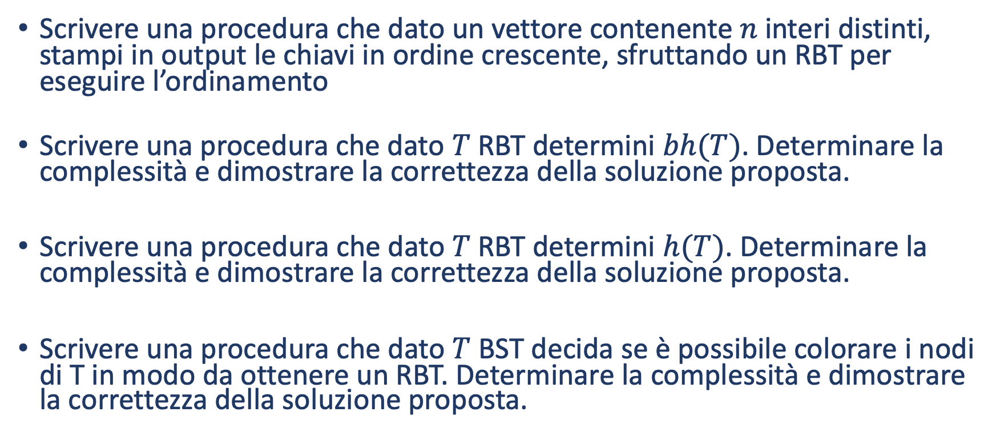 • Scrivere una procedura che dato un vettore contenente n interi distinti,
stampi in output le chiavi in ordine crescente, sfruttando un RBT per
eseguire l’ordinamento
• Scrivere una procedura che dato T RBT determini bh(T). Determinare la
complessità e dimostrare la correttezza della soluzione proposta.
• Scrivere una procedura che dato T RBT determini h(T). Determinare la
complessità e dimostrare la correttezza della soluzione proposta.
• Scrivere una procedura che dato T BST decida se è possibile colorare i nodi
di T in modo da ottenere un RBT. Determinare la complessità e dimostrare
la correttezza della soluzione proposta.